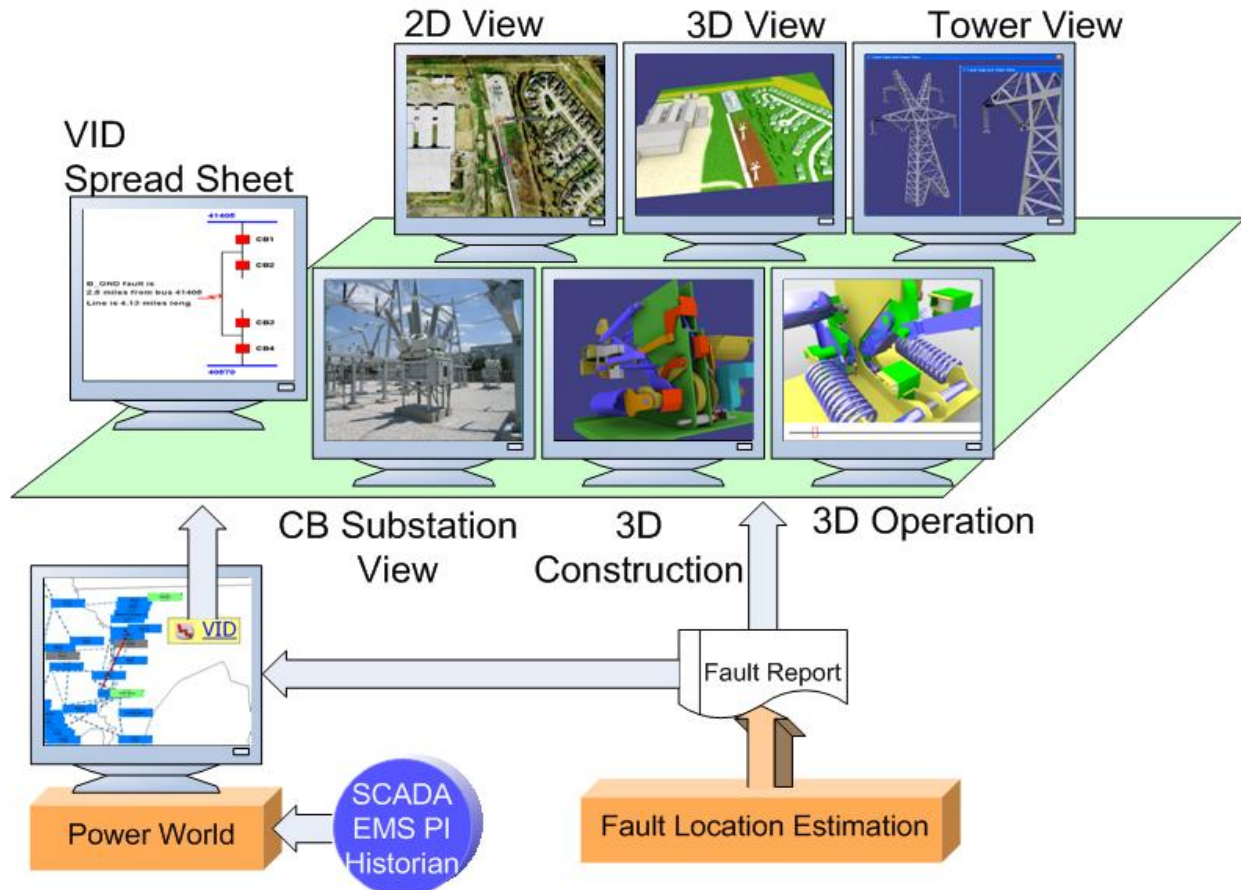 2D View
3D View
Tower View
VID
Spread Sheet
41405
CB1
CB2
B_GND fault is
2.5 miles from bus 41405
Line is 4.13 miles long
CB3
CB4
40570
CB Substation
View
3D
Construction
3D Operation
VID
Fault Report
SCADA
EMS PI
Historian
Power World
Fault Location Estimation